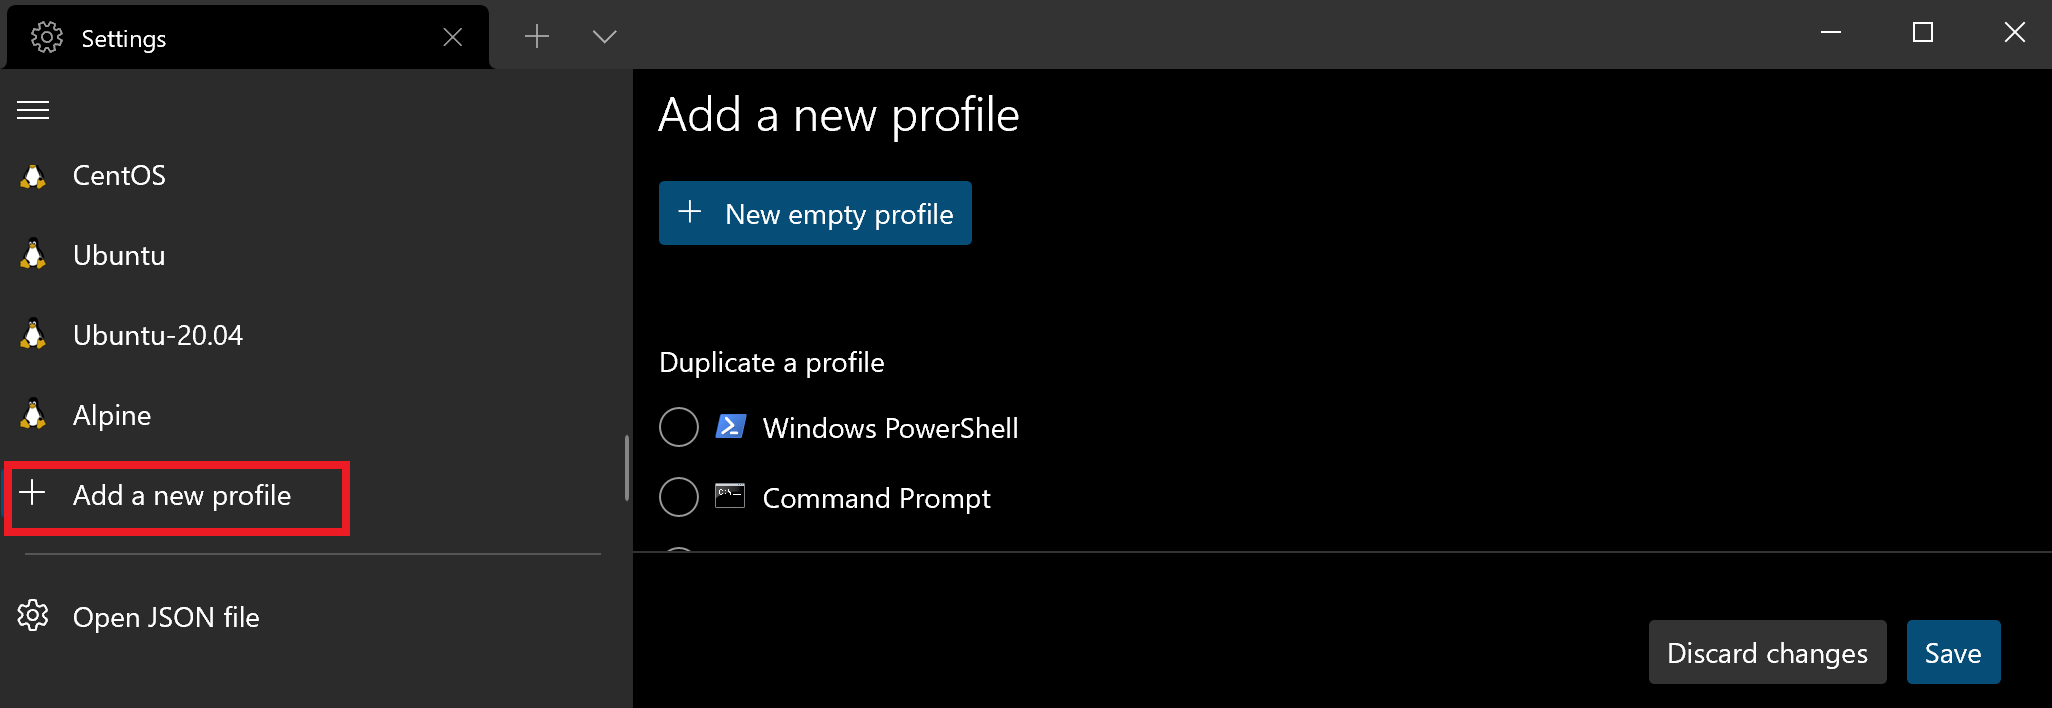 Settings
CentOS
Ubuntu
Ubuntu-20.04
Alpine
Add a new profile
Open JSON file
Add a new profile
New empty profile
Duplicate a profile
Windows PowerShell
Command Prompt
Discard changes
Save